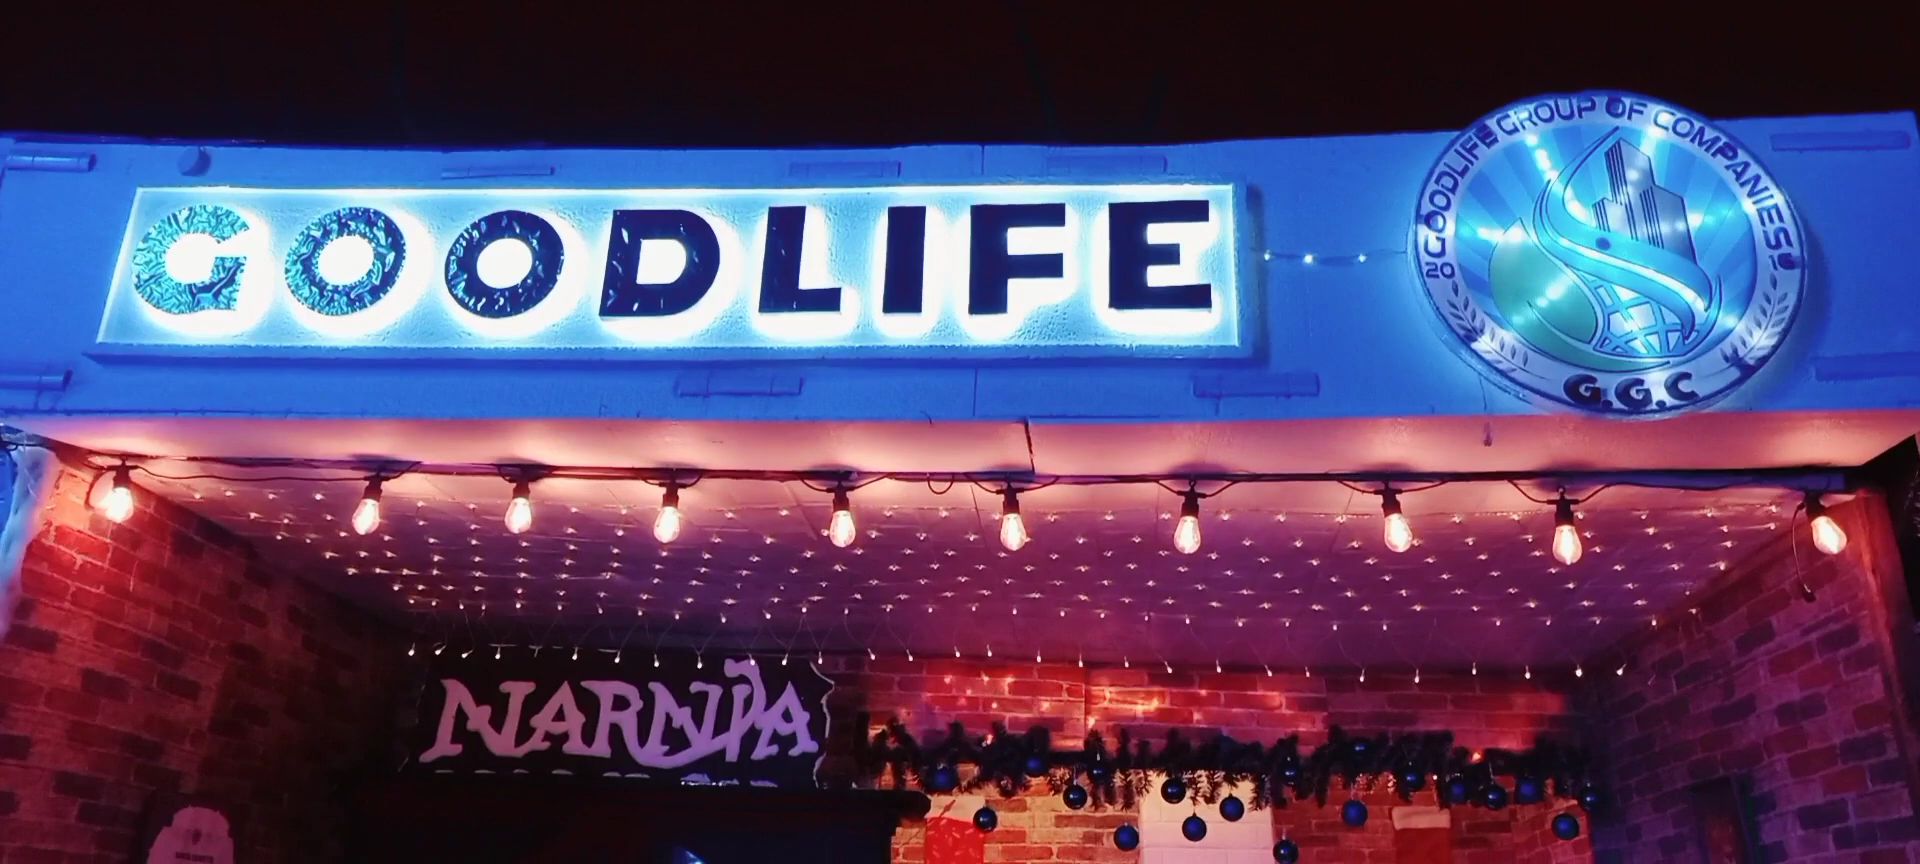 GOODLIFE
GOODLIFE GROUP OF COMPANIES
G.G.C
NARNIA